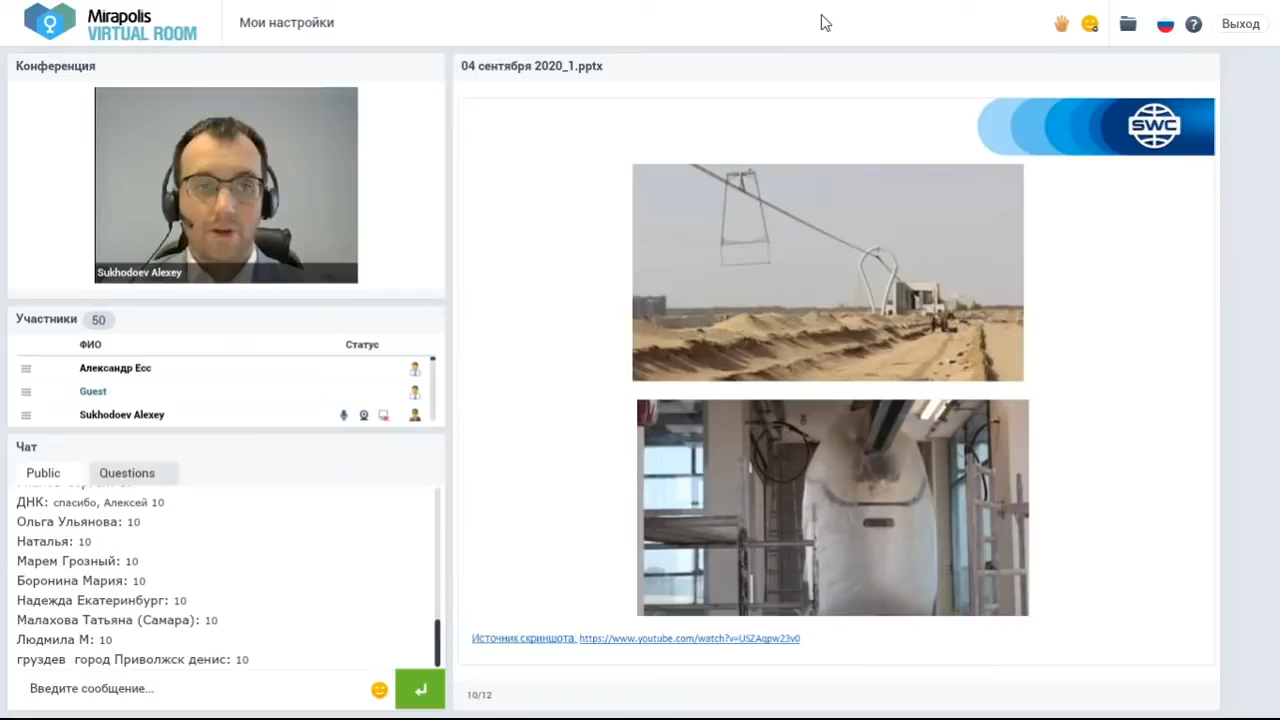 Mirapolis
VIRTUAL ROOM
Мои настройки
Выход
Конференция
Sukhodoev Alexey
Участники 50
ФИО Статус
Александр Есс
Guest
Sukhodoev Alexey
Чат
Public Questions
ДНК: спасибо, Алексей 10
Ольга Ульянова: 10
Наталья: 10
Марем Грозный: 10
Боронина Мария: 10
Надежда Екатеринбург: 10
Малахова Татьяна (Самара): 10
Людмила М: 10
груздев город Приволжск денис: 10
Введите сообщение...
04 сентября 2020_1.pptx
SWC
Источник скриншота: https://www.youtube.com/watch?v=USZAqpw23v0
10/12